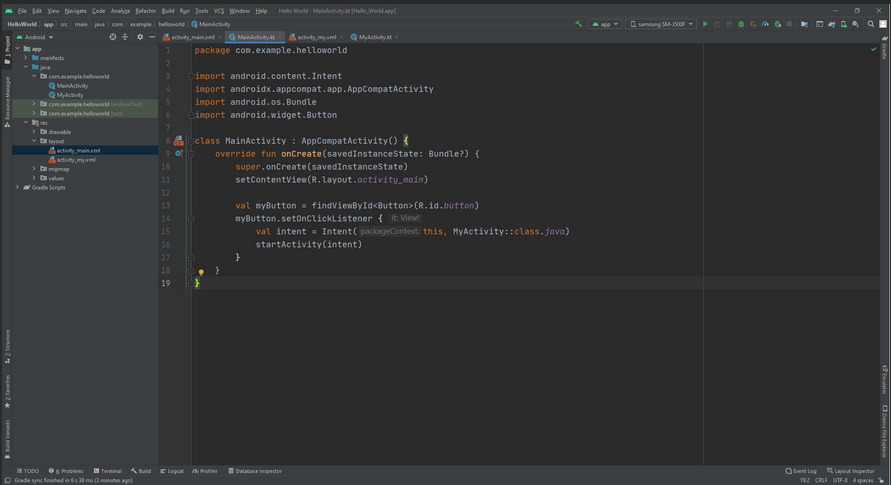 File Edit View Navigate Code Analyze Refactor Build Run Tools VCS Window Help Hello World - MainActivity.kt [Hello_World.app]
HelloWorld app src main java com example helloworld MainActivity app samsung SM-J500F
1: Project
Resource Manager
Z: Structure
2: Favorites
Build Variants
Android
app
manifests
java
com.example.helloworld
MainActivity
MyActivity
com.example.helloworld (androidTest)
com.example.helloworld (test)
res
drawable
layout
activity_main.xml
activity_my.xml
mipmap
values
Gradle Scripts
activity_main.xml MainActivity.kt activity_my.xml MyActivity.kt
1 package com.example.helloworld
2
3 import android.content.Intent
4 import androidx.appcompat.app.AppCompatActivity
5 import android.os.Bundle
6 import android.widget.Button
7
8 class MainActivity : AppCompatActivity() {
9 override fun onCreate(savedInstanceState: Bundle?) {
10 super.onCreate(savedInstanceState)
11 setContentView(R.layout.activity_main)
12
13 val myButton = findViewById<Button>(R.id.button)
14 myButton.setOnClickListener { it: View!
15 val intent = Intent( packageContext: this, MyActivity::class.java)
16 startActivity(intent)
17 }
18 }
19 }
Gradle
Emulator
Device File Explorer
TODO 6: Problems Terminal Build Logcat Profiler Database Inspector Event Log Layout Inspector
Gradle sync finished in 6 s 38 ms (3 minutes ago) 19:2 CRLF UTF-8 4 spaces